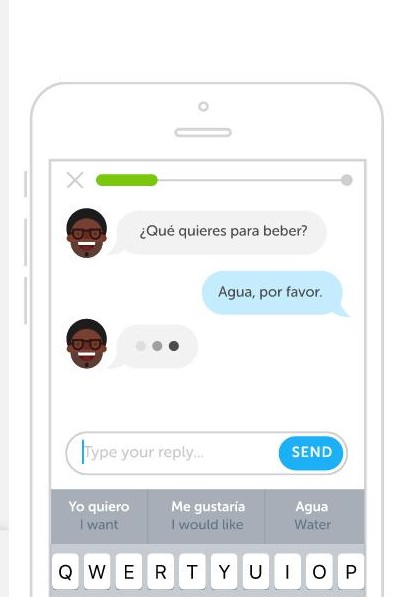 ¿Qué quieres para beber?
Agua, por favor.
Type your reply...
SEND
Yo quiero
I want
Me gustaría
I would like
Agua
Water
Q W E R T Y U I O P